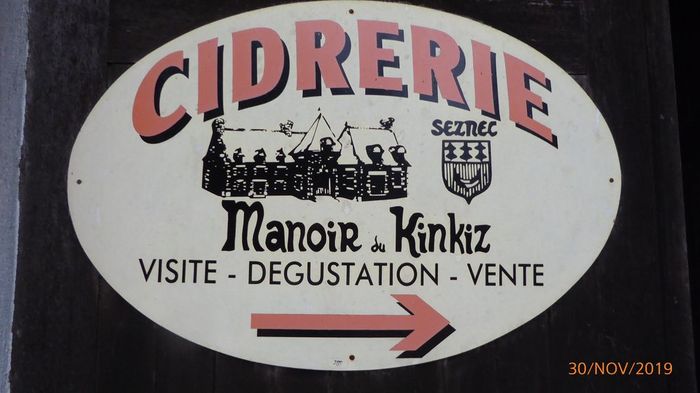 CIDRERIE
SEZNEC
Manoir du Kinkiz
VISITE - DEGUSTATION - VENTE
30/NOV/2019